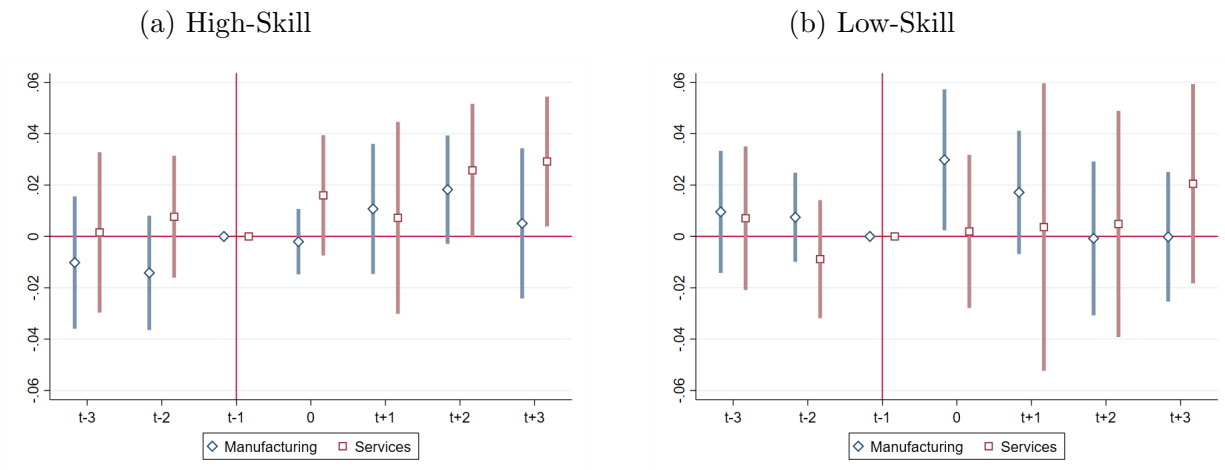 (a) High-Skill
.06
.04
.02
0
-.02
-.04
-.06
t-3 t-2 t-1 0 t+1 t+2 t+3
Manufacturing Services
(b) Low-Skill
.06
.04
.02
0
-.02
-.04
-.06
t-3 t-2 t-1 0 t+1 t+2 t+3
Manufacturing Services